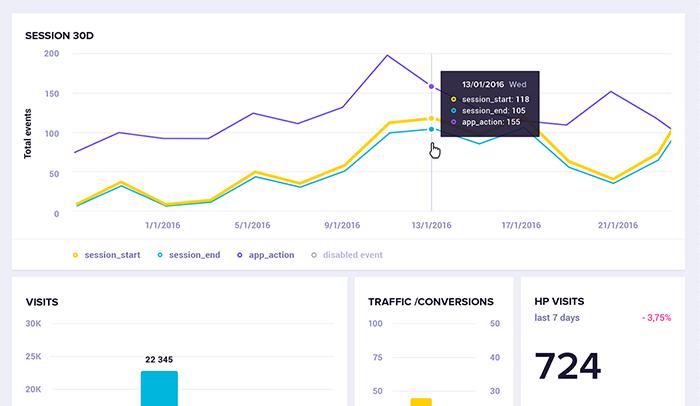 SESSION 30D
Total events
200
150
100
50
0
13/01/2016 Wed
session_start: 118
session_end: 105
app_action: 155
1/1/2016 5/1/2016 9/1/2016 13/1/2016 17/1/2016 21/1/2016
session_start session_end app_action disabled event
VISITS
30K
25K
20K
22 345
TRAFFIC /CONVERSIONS
100 50
75 40
50 30
HP VISITS
last 7 days - 3,75%
724